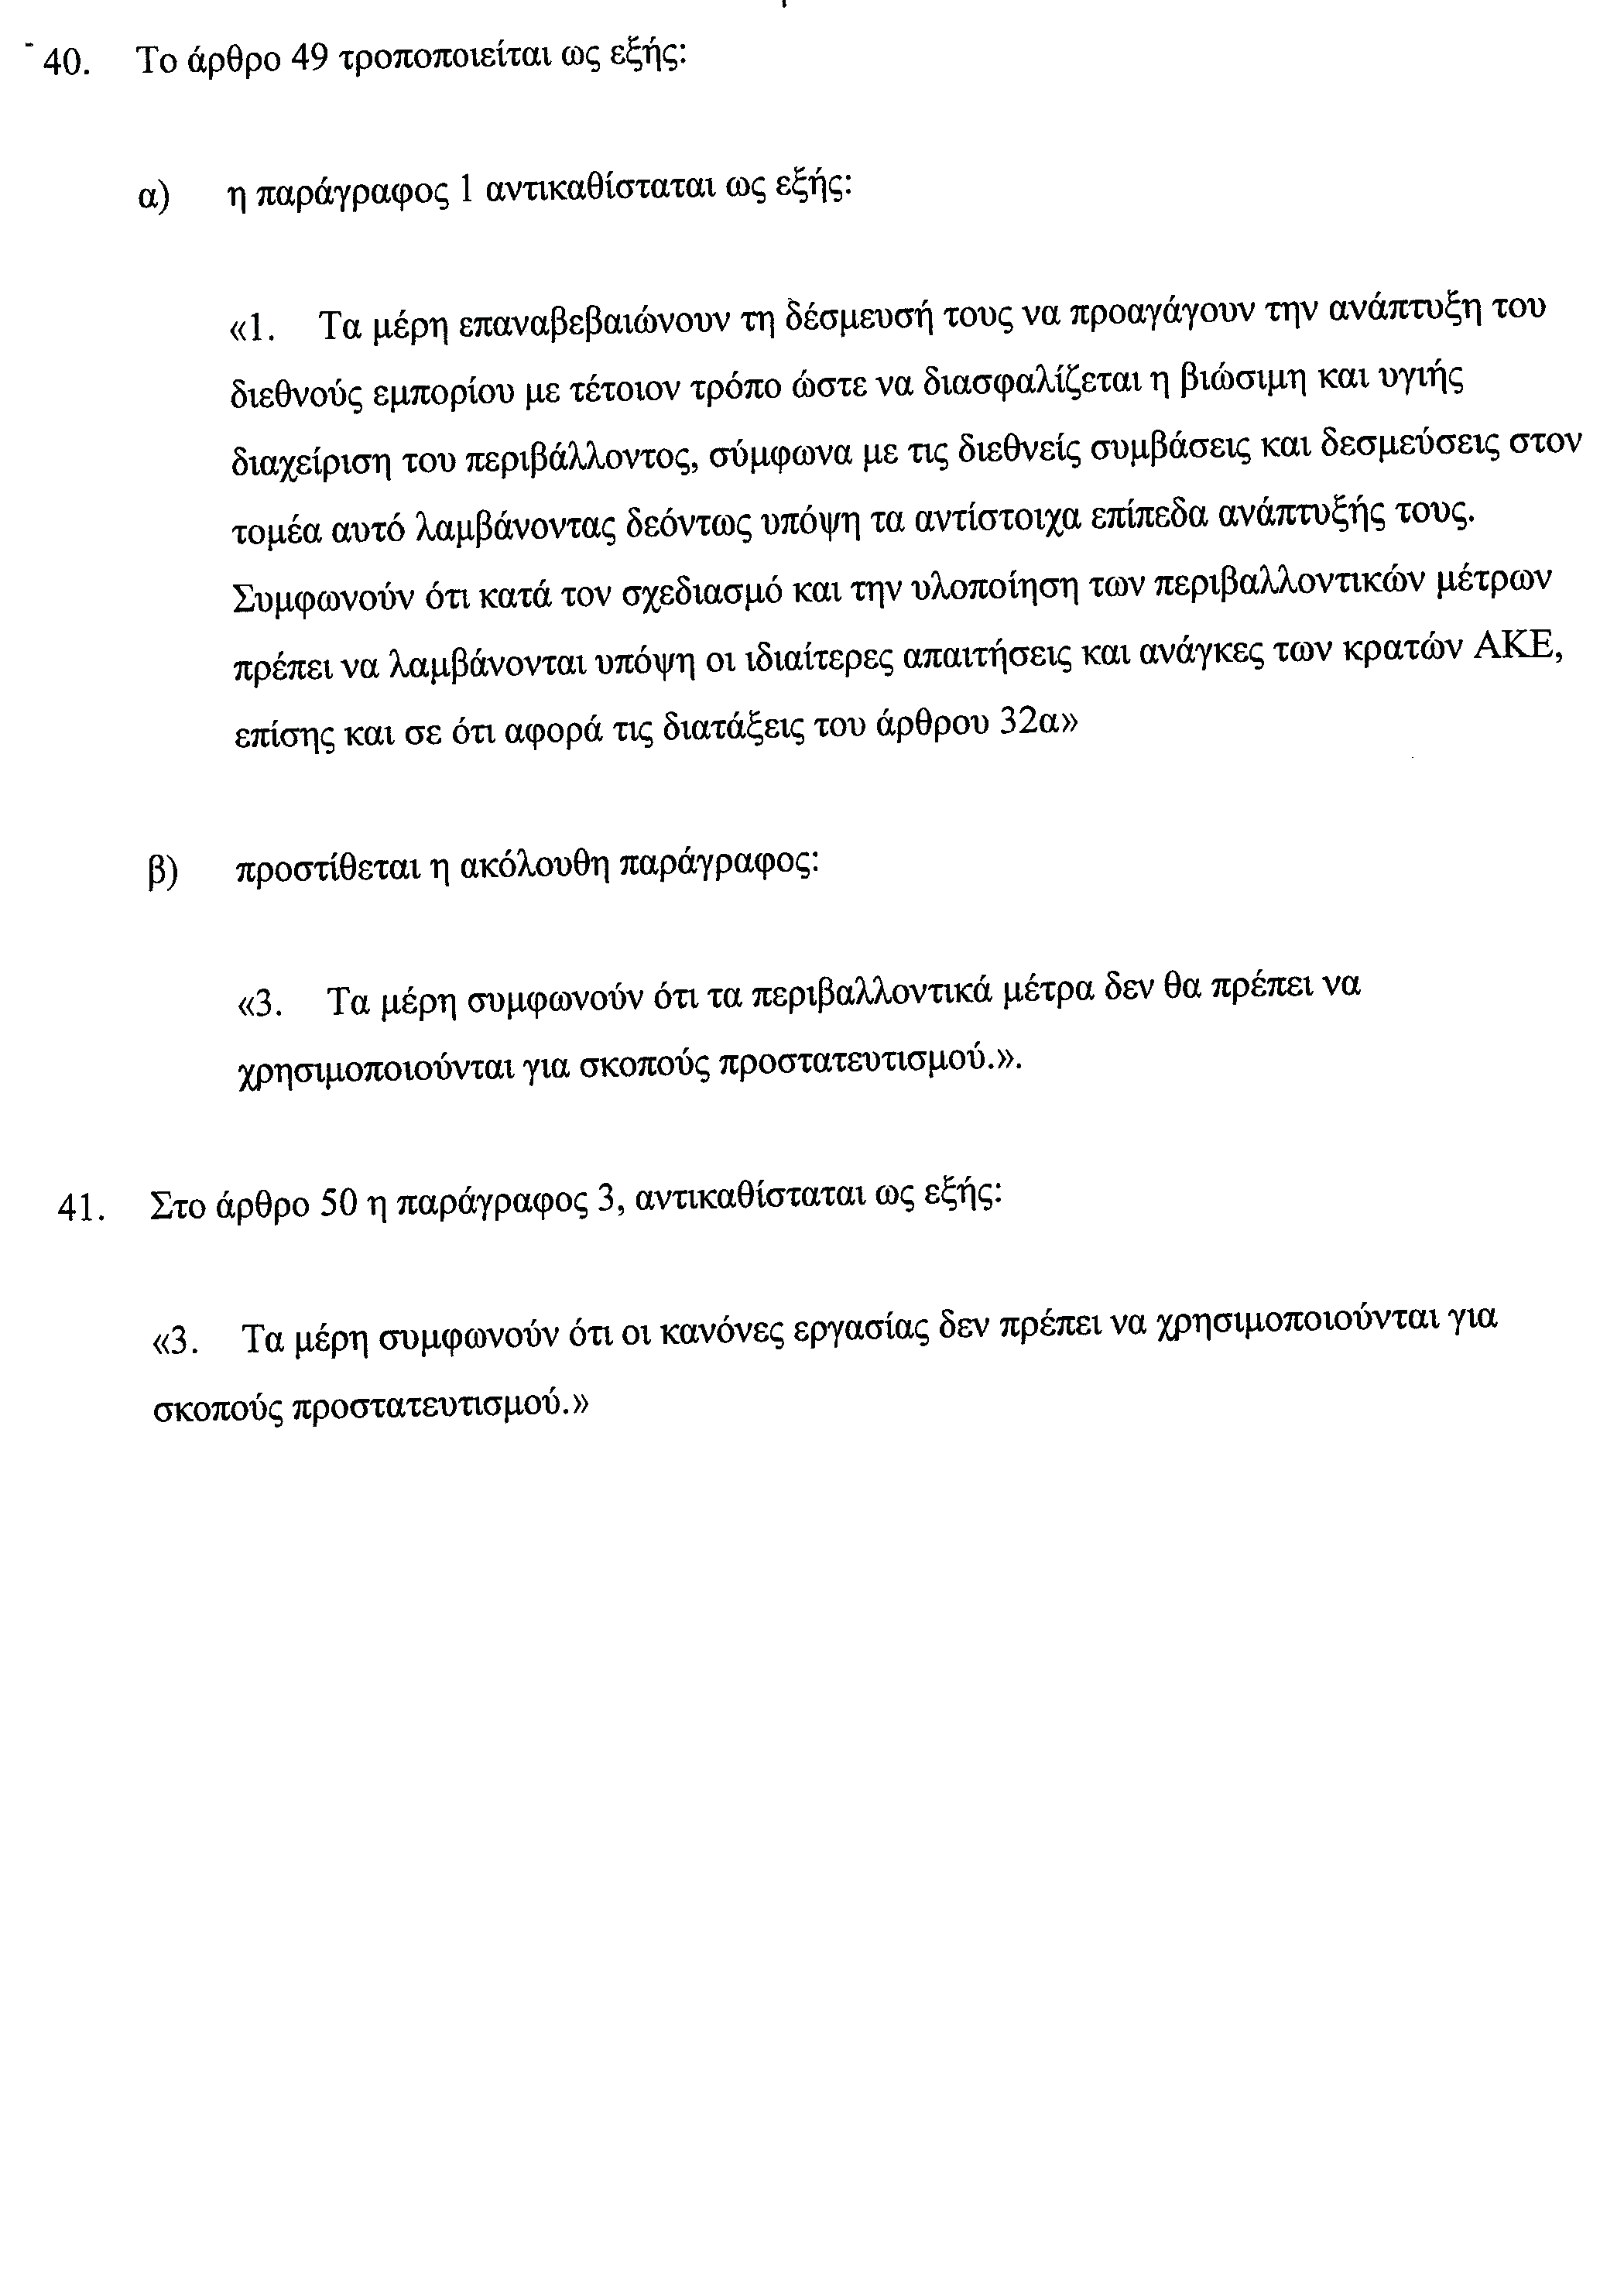 40. Το άρθρο 49 τροποποιείται ως εξής:
α) η παράγραφος 1 αντικαθίσταται ως εξής:
«1. Τα μέρη επαναβεβαιώνουν τη δέσμευσή τους να προαγάγουν την ανάπτυξη του
διεθνούς εμπορίου με τέτοιον τρόπο ώστε να διασφαλίζεται η βιώσιμη και υγιής
διαχείριση του περιβάλλοντος, σύμφωνα με τις διεθνείς συμβάσεις και δεσμεύσεις στον
τομέα αυτό λαμβάνοντας δεόντως υπόψη τα αντίστοιχα επίπεδα ανάπτυξής τους.
Συμφωνούν ότι κατά τον σχεδιασμό και την υλοποίηση των περιβαλλοντικών μέτρων
πρέπει να λαμβάνονται υπόψη οι ιδιαίτερες απαιτήσεις και ανάγκες των κρατών ΑΚΕ,
επίσης και σε ότι αφορά τις διατάξεις του άρθρου 32α»
β) προστίθεται η ακόλουθη παράγραφος:
«3. Τα μέρη συμφωνούν ότι τα περιβαλλοντικά μέτρα δεν θα πρέπει να
χρησιμοποιούνται για σκοπούς προστατευτισμού.».
41. Στο άρθρο 50 η παράγραφος 3, αντικαθίσταται ως εξής:
«3. Τα μέρη συμφωνούν ότι οι κανόνες εργασίας δεν πρέπει να χρησιμοποιούνται για
σκοπούς προστατευτισμού.»